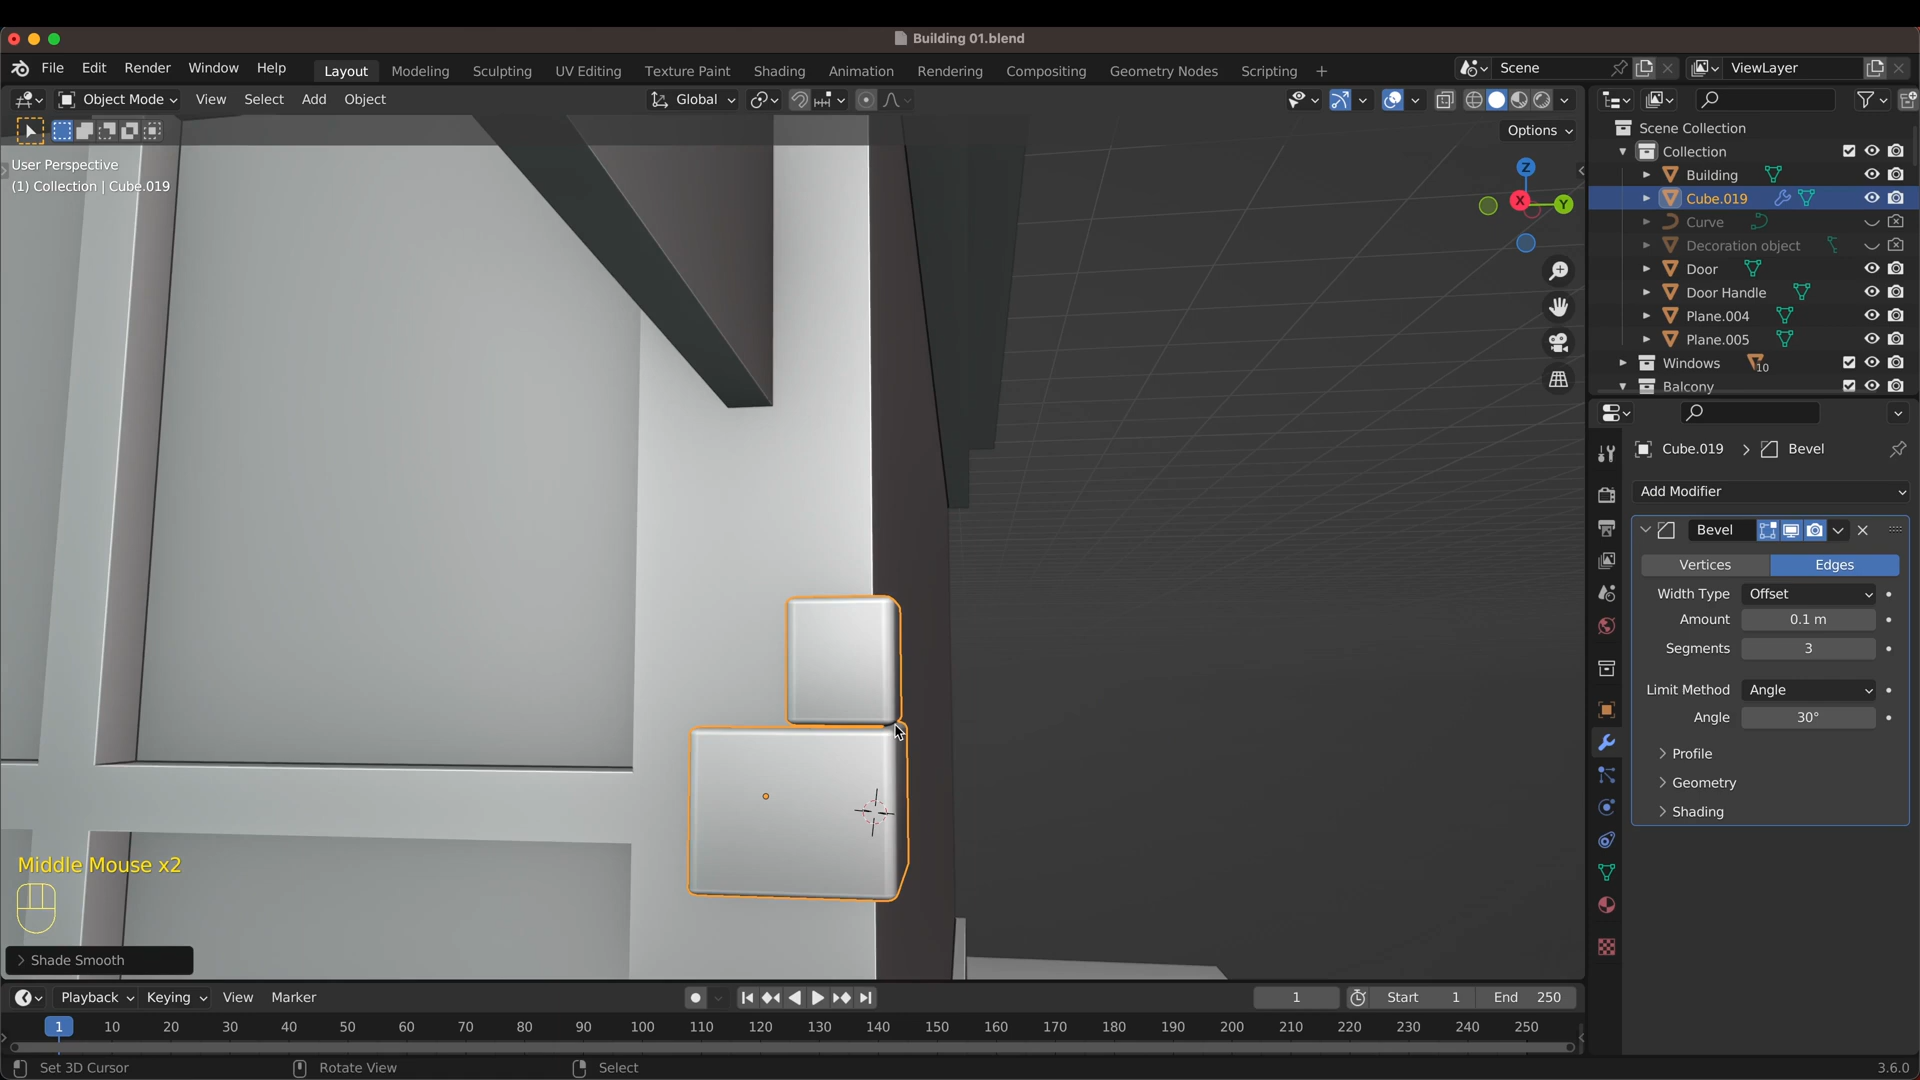 Building 01.blend
File Edit Render Window Help Layout Modeling Sculpting UV Editing Texture Paint Shading Animation Rendering Compositing Geometry Nodes Scripting + Scene ViewLayer
Object Mode View Select Add Object Global
Options
User Perspective
(1) Collection | Cube.019
Z
X
Y
Scene Collection
Collection
Building
Cube.019
Curve
Decoration object
Door
Door Handle
Plane.004
Plane.005
Windows 10
Balcony
Cube.019 > Bevel
Add Modifier
Bevel
Vertices Edges
Width Type Offset
Amount 0.1 m
Segments 3
Limit Method Angle
Angle 30°
Profile
Geometry
Shading
Middle Mouse x2
Shade Smooth
Playback Keying View Marker 1 Start 1 End 250
1 10 20 30 40 50 60 70 80 90 100 110 120 130 140 150 160 170 180 190 200 210 220 230 240 250
Set 3D Cursor Rotate View Select 3.6.0